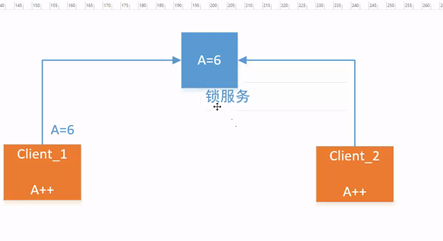 A=6
锁服务
A=6
Client_1
A++
Client_2
A++